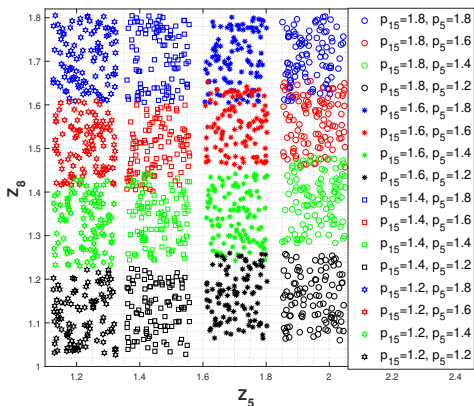 1.8
1.7
1.6
1.5
1.4
1.3
1.2
1.1
1
Z8
1.2
1.4
1.6
1.8
2
2.2
2.4
Z5
p15=1.8, p5=1.8
p15=1.8, p5=1.6
p15=1.8, p5=1.4
p15=1.8, p5=1.2
p15=1.6, p5=1.8
p15=1.6, p5=1.6
p15=1.6, p5=1.4
p15=1.6, p5=1.2
p15=1.4, p5=1.8
p15=1.4, p5=1.6
p15=1.4, p5=1.4
p15=1.4, p5=1.2
p15=1.2, p5=1.8
p15=1.2, p5=1.6
p15=1.2, p5=1.4
p15=1.2, p5=1.2